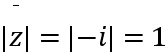 |z̅| = |−i| = 1